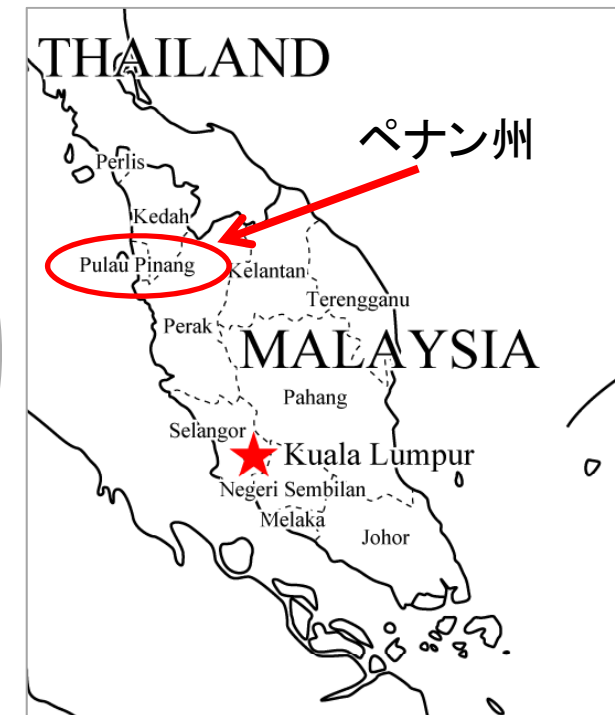 THAILAND
ペナン州
Perlis
Kedah
Pulau Pinang
Kelantan
Terengganu
Perak
MALAYSIA
Pahang
Selangor
Kuala Lumpur
Negeri Sembilan
Melaka
Johor